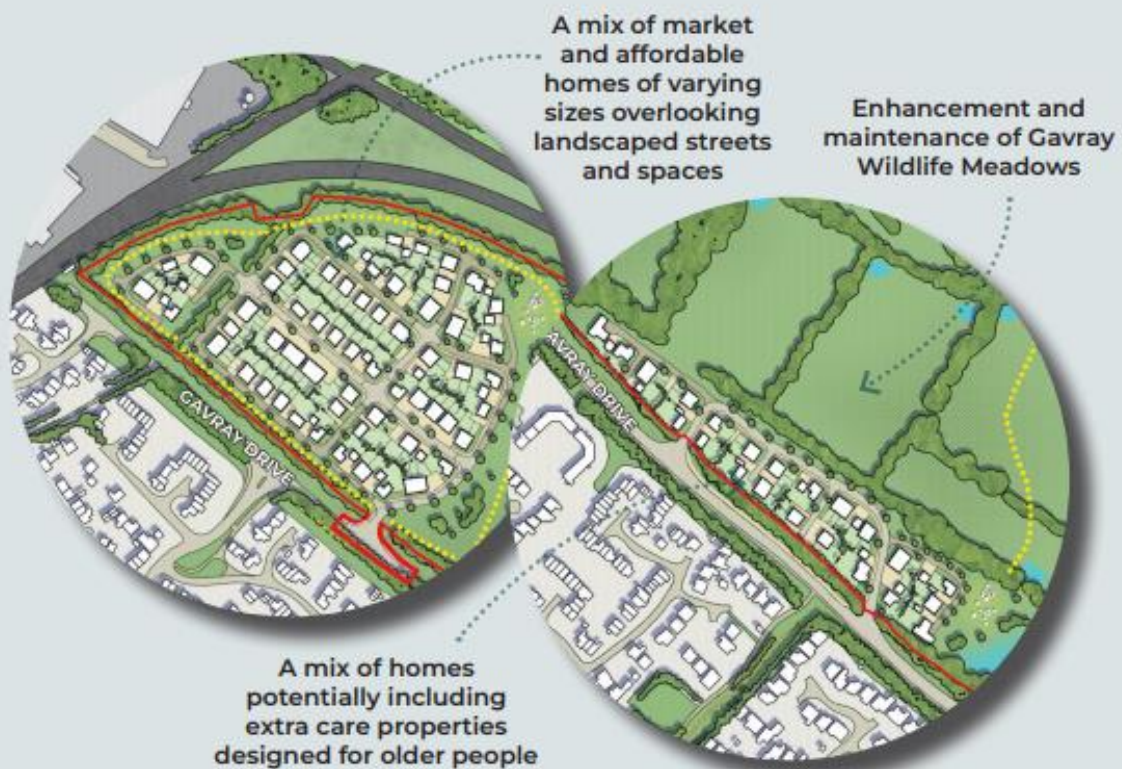 A mix of market
and affordable
homes of varying
sizes overlooking
landscaped streets
and spaces
Enhancement and
maintenance of Gavray
Wildlife Meadows
GAVRAY DRIVE
AVRAY DRIVE
A mix of homes
potentially including
extra care properties
designed for older people